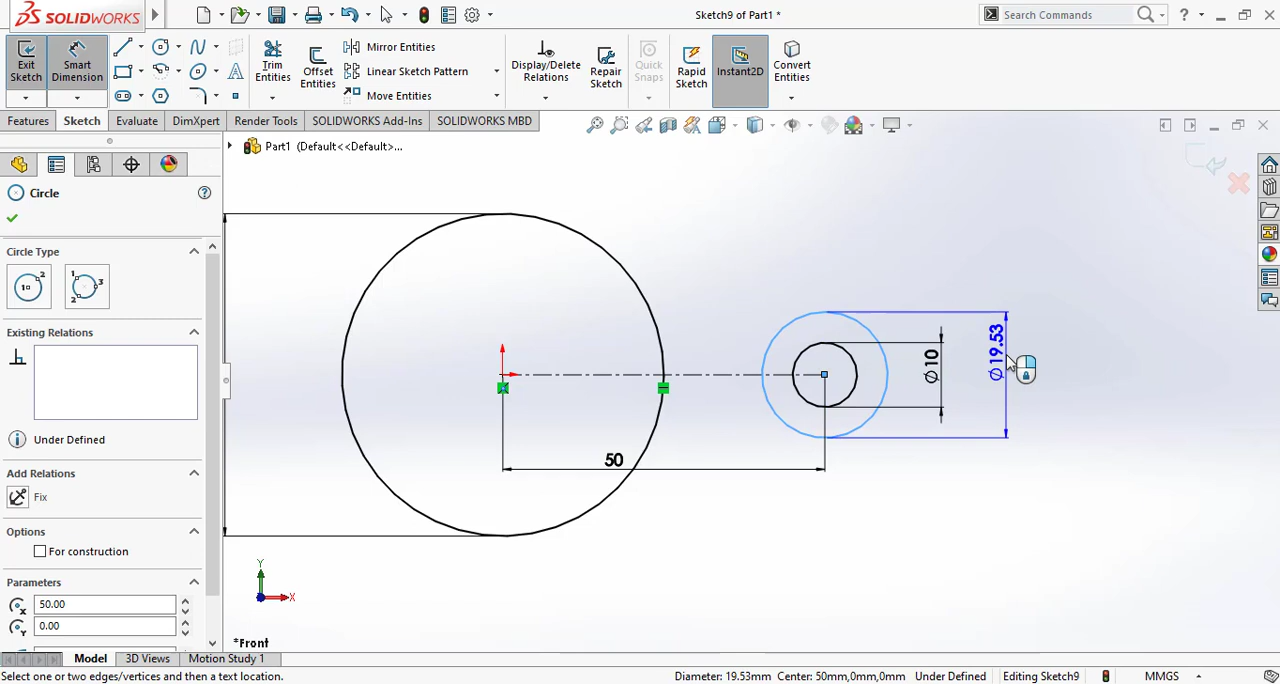 SOLIDWORKS
Sketch9 of Part1 *
Search Commands
Exit Sketch
Smart Dimension
Trim Entities
Offset Entities
Mirror Entities
Linear Sketch Pattern
Move Entities
Display/Delete Relations
Repair Sketch
Quick Snaps
Rapid Sketch
Instant2D
Convert Entities
Features
Sketch
Evaluate
DimXpert
Render Tools
SOLIDWORKS Add-Ins
SOLIDWORKS MBD
Part1 (Default<<Default>...
Circle
Circle Type
Existing Relations
Under Defined
Add Relations
Fix
Options
For construction
Parameters
50.00
0.00
50
Ø10
Ø19.53
Y
X
*Front
Model
3D Views
Motion Study 1
Select one or two edges/vertices and then a text location.
Diameter: 19.53mm
Center: 50mm,0mm,0mm
Under Defined
Editing Sketch9
MMGS